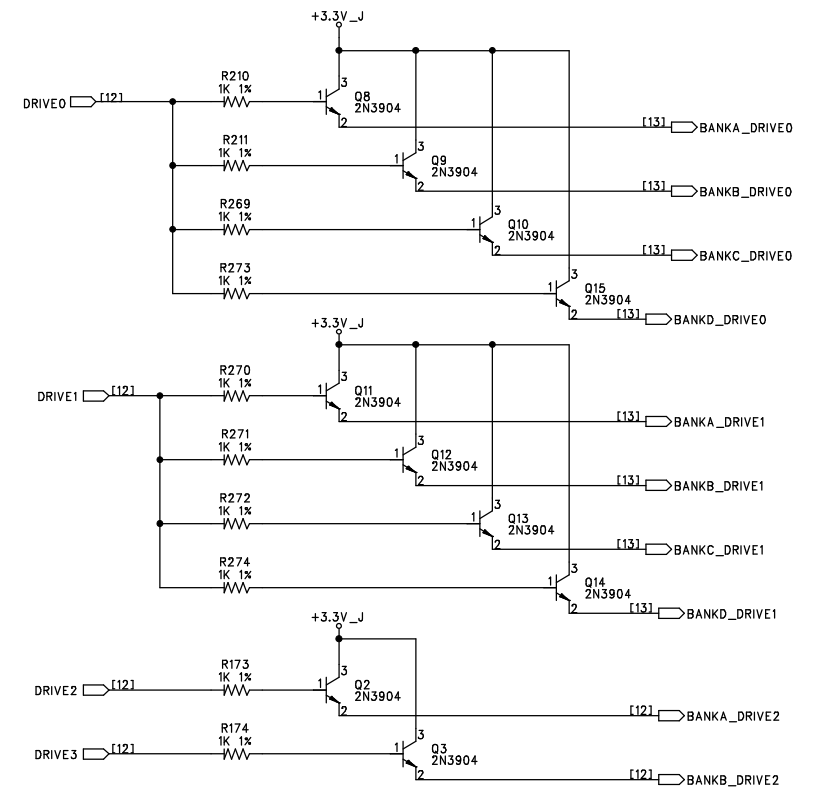 +3.3V_J
R210
1K 1%
3
Q8
2N3904
1
2
DRIVE0 [12]
[13] BANKA_DRIVE0
R211
1K 1%
3
Q9
2N3904
1
2
[13] BANKB_DRIVE0
R269
1K 1%
3
Q10
2N3904
1
2
[13] BANKC_DRIVE0
R273
1K 1%
3
Q15
2N3904
1
2
[13] BANKD_DRIVE0
+3.3V_J
R270
1K 1%
3
Q11
2N3904
1
2
DRIVE1 [12]
[13] BANKA_DRIVE1
R271
1K 1%
3
Q12
2N3904
1
2
[13] BANKB_DRIVE1
R272
1K 1%
3
Q13
2N3904
1
2
[13] BANKC_DRIVE1
R274
1K 1%
3
Q14
2N3904
1
2
[13] BANKD_DRIVE1
+3.3V_J
R173
1K 1%
3
Q2
2N3904
1
2
DRIVE2 [12]
[12] BANKA_DRIVE2
R174
1K 1%
3
Q3
2N3904
1
2
DRIVE3 [12]
[12] BANKB_DRIVE2